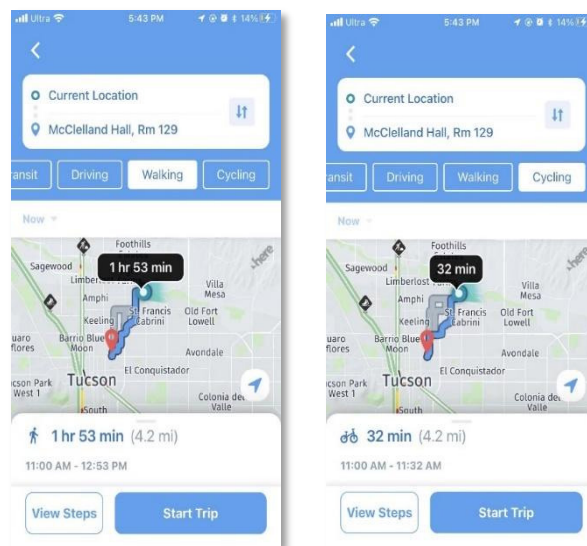 Ultra 5:43 PM 14%
Current Location
McClelland Hall, Rm 129
ansit Driving Walking Cycling
Now
Foothills
Sagewood
1 hr 53 min
Villa
Mesa
Amphi
St. Francis
Cabrini
Old Fort
Lowell
Keeling
Barrio Blue
Moon
uaro
flores
Avondale
El Conquistador
Tucson
cson Park
West 1
Colonia del
Valle
South
here
1 hr 53 min (4.2 mi)
11:00 AM - 12:53 PM
View Steps Start Trip
Ultra 5:43 PM 14%
Current Location
McClelland Hall, Rm 129
ansit Driving Walking Cycling
Now
Foothills
Sagewood
Limberlost
32 min
Villa
Mesa
Amphi
St. Francis
Cabrini
Old Fort
Lowell
Keeling
Barrio Blue
Moon
uaro
flores
Avondale
El Conquistador
Tucson
cson Park
West 1
Colonia del
Valle
South
here
32 min (4.2 mi)
11:00 AM - 11:32 AM
View Steps Start Trip